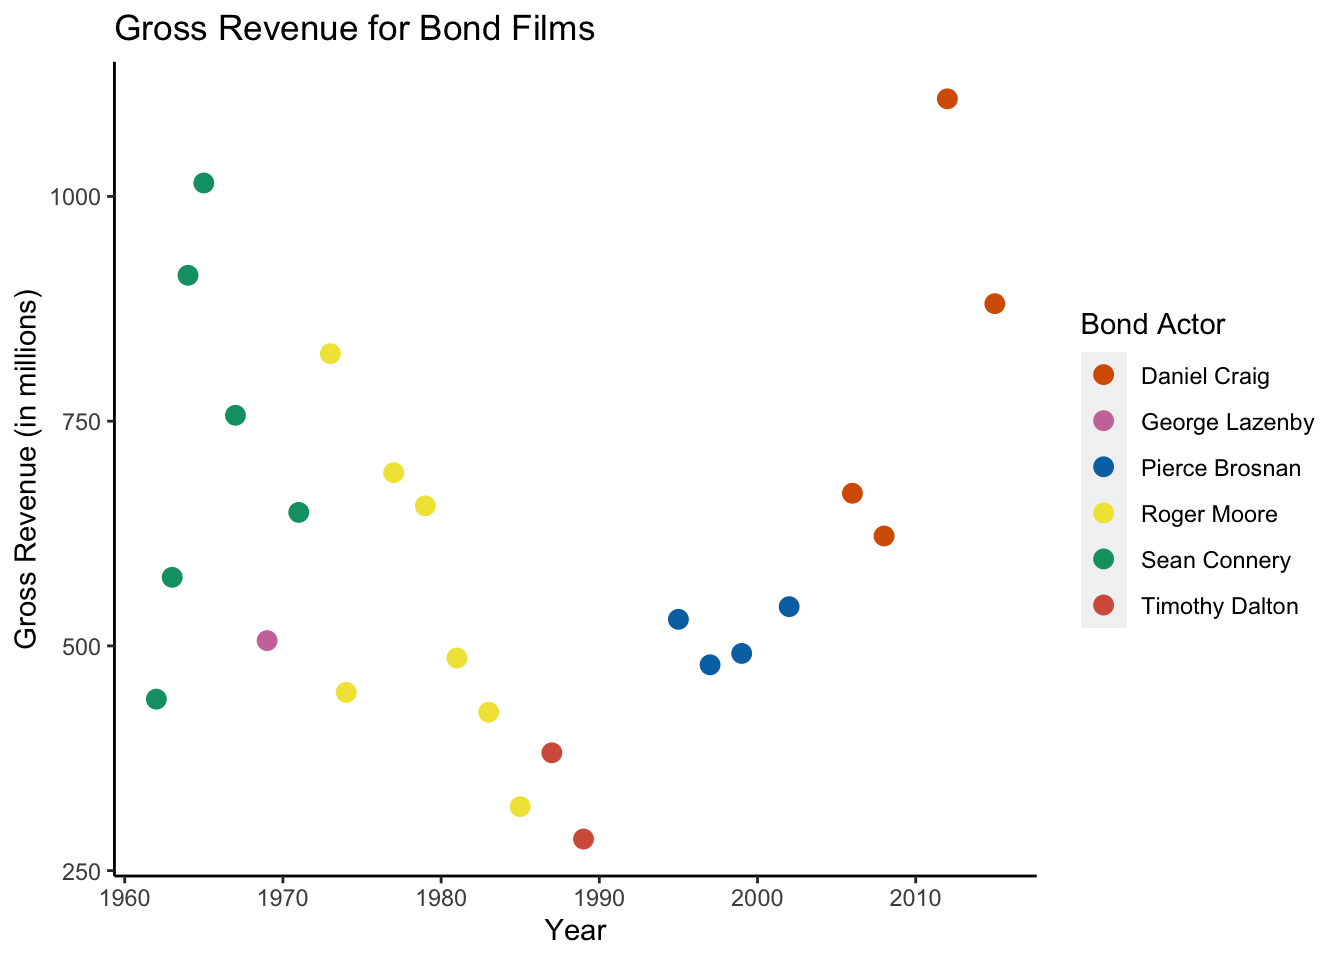 Gross Revenue for Bond Films
Gross Revenue (in millions)
1000
750
500
250
1960 1970 1980 1990 2000 2010
Year
Bond Actor
Daniel Craig
George Lazenby
Pierce Brosnan
Roger Moore
Sean Connery
Timothy Dalton